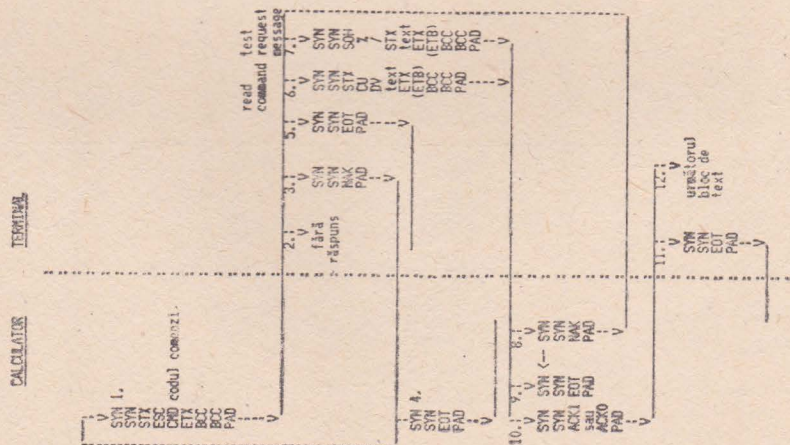 CALCULATOR
TERMINAL
V
SYN 1.
SYN
STX
ESC
CMD codul comenzi.
ETX
BCC
BCC
PAD
V
2. V
fără
răspuns
3. V
SYN
SYN
NAK
PAD
V
SYN 4.
SYN
EOT
PAD
V
5. V
SYN
SYN
EOT
PAD
V
read
command
6. V
SYN
SYN
STX
CU
DV
text
ETX
(ETB)
BCC
BCC
PAD
V
test
request
message
7. V
SYN
SYN
SOH
%
/
STX
text
ETX
(ETB)
BCC
BCC
PAD
V
8. V
SYN
SYN
NAK
PAD
V
9. V
SYN <--
SYN
EOT
PAD
10. V
SYN
SYN
ACK1
sau
ACK0
PAD
V
11. V
SYN
SYN
EOT
PAD
V
12. V
următorul
bloc de
text